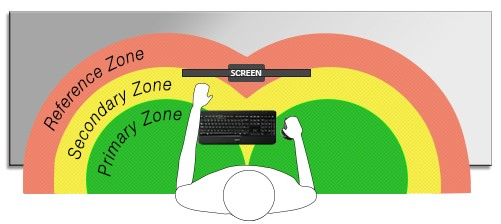 SCREEN
Reference Zone
Secondary Zone
Primary Zone